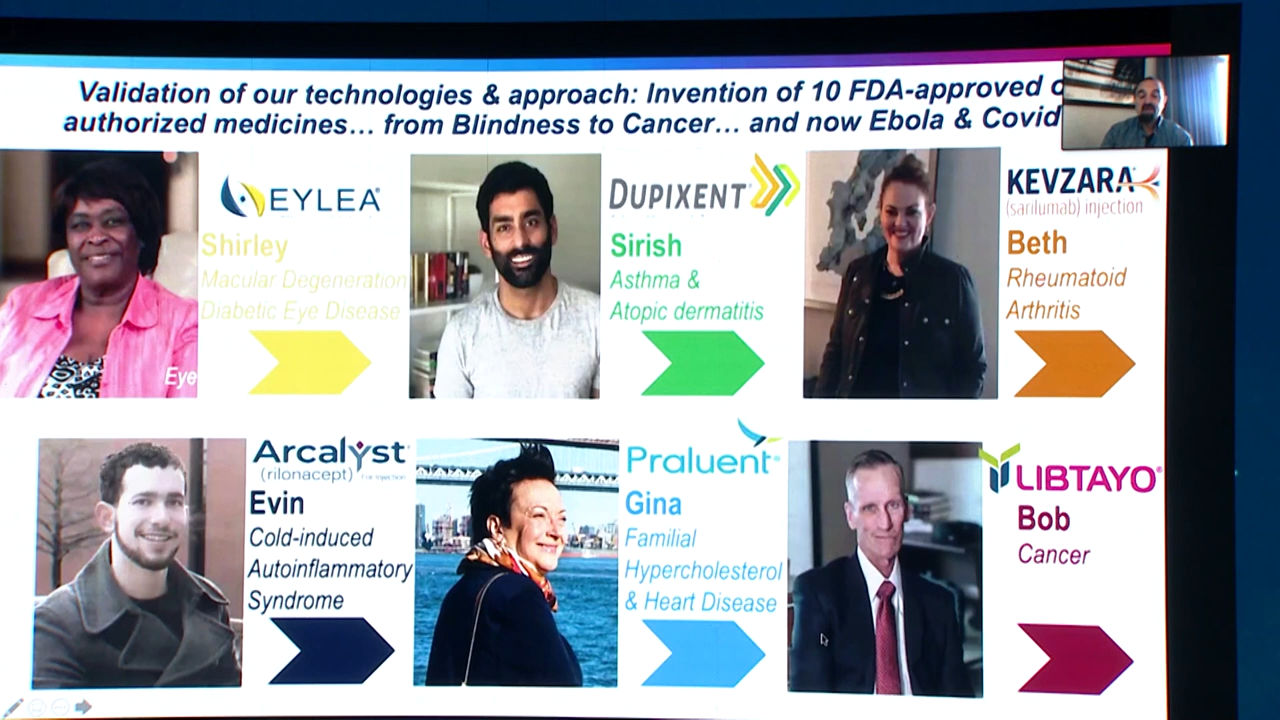 Validation of our technologies & approach: Invention of 10 FDA-approved
authorized medicines… from Blindness to Cancer… and now Ebola & Covid
EYLEA®
Shirley
Macular Degeneration
Diabetic Eye Disease
Eye
DUPIXENT
Sirish
Asthma &
Atopic dermatitis
KEVZARA
(sarilumab) injection
Beth
Rheumatoid
Arthritis
Arcalyst®
(rilonacept) For Injection
Evin
Cold-induced
Autoinflammatory
Syndrome
Praluent®
Gina
Familial
Hypercholesterol
& Heart Disease
LIBTAYO®
Bob
Cancer